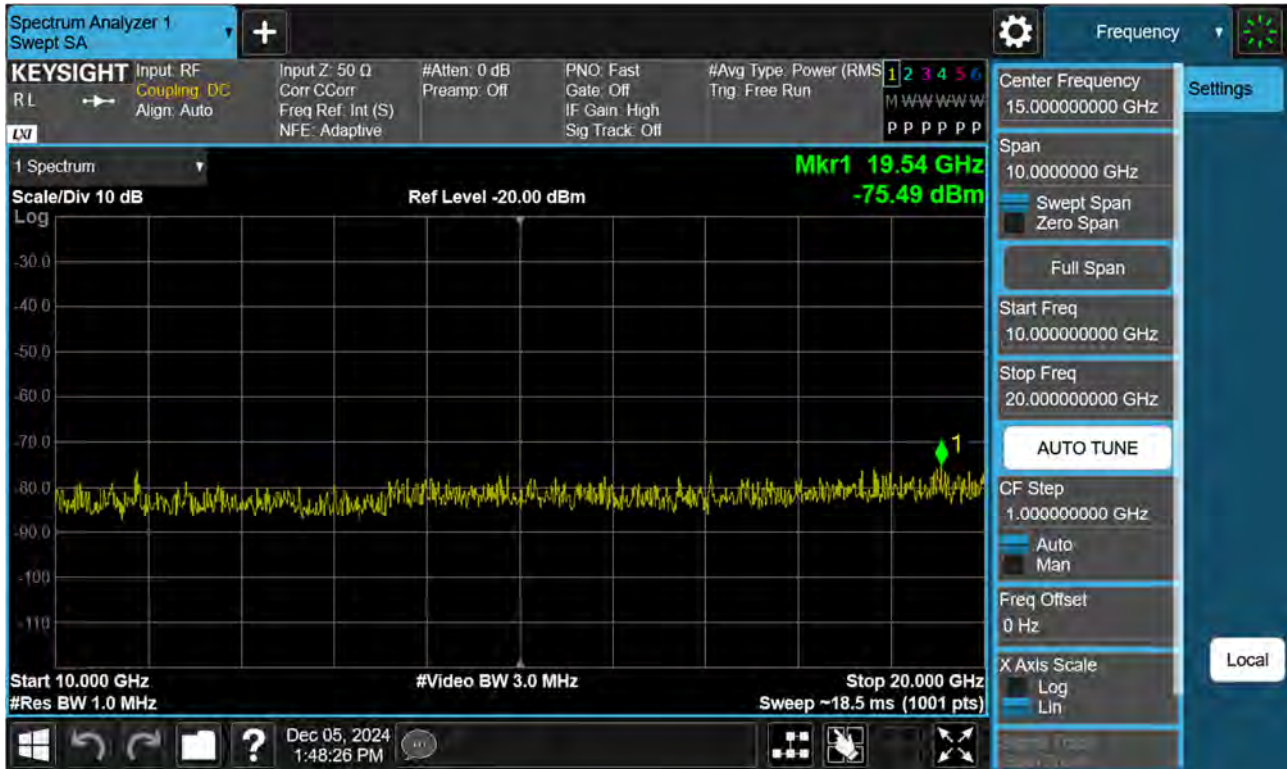 Spectrum Analyzer 1
Swept SA
+
Frequency
KEYSIGHT
RL
LXI
Input: RF
Coupling: DC
Align: Auto
Input Z: 50 Ω
Corr CCorr
Freq Ref: Int (S)
NFE: Adaptive
#Atten: 0 dB
Preamp: Off
PNO: Fast
Gate: Off
IF Gain: High
Sig Track: Off
#Avg Type: Power (RMS
Trig: Free Run
1 2 3 4 5 6
M W W W W W
P P P P P P
1 Spectrum
Mkr1 19.54 GHz
Scale/Div 10 dB
Ref Level -20.00 dBm
-75.49 dBm
Log
-30.0
-40.0
-50.0
-60.0
-70.0
1
-80.0
-90.0
-100
-110
Start 10.000 GHz
#Video BW 3.0 MHz
Stop 20.000 GHz
#Res BW 1.0 MHz
Sweep ~18.5 ms (1001 pts)
Center Frequency
15.000000000 GHz
Settings
Span
10.0000000 GHz
Swept Span
Zero Span
Full Span
Start Freq
10.000000000 GHz
Stop Freq
20.000000000 GHz
AUTO TUNE
CF Step
1.000000000 GHz
Auto
Man
Freq Offset
0 Hz
X Axis Scale
Log
Lin
Local
?
Dec 05, 2024
1:48:26 PM